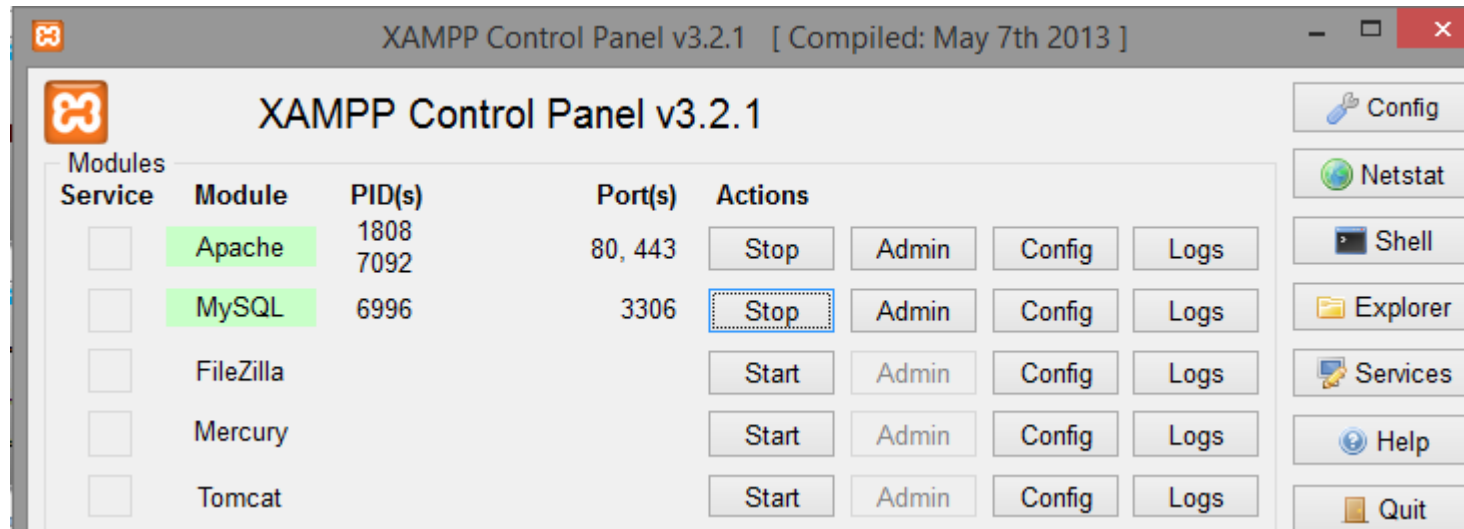 XAMPP Control Panel v3.2.1 [ Compiled: May 7th 2013 ]
XAMPP Control Panel v3.2.1
Config
Modules
Netstat
Service Module PID(s) Port(s) Actions
Apache 1808 7092 80, 443 Stop Admin Config Logs
Shell
MySQL 6996 3306 Stop Admin Config Logs
Explorer
FileZilla Start Admin Config Logs
Services
Mercury Start Admin Config Logs
Help
Tomcat Start Admin Config Logs
Quit